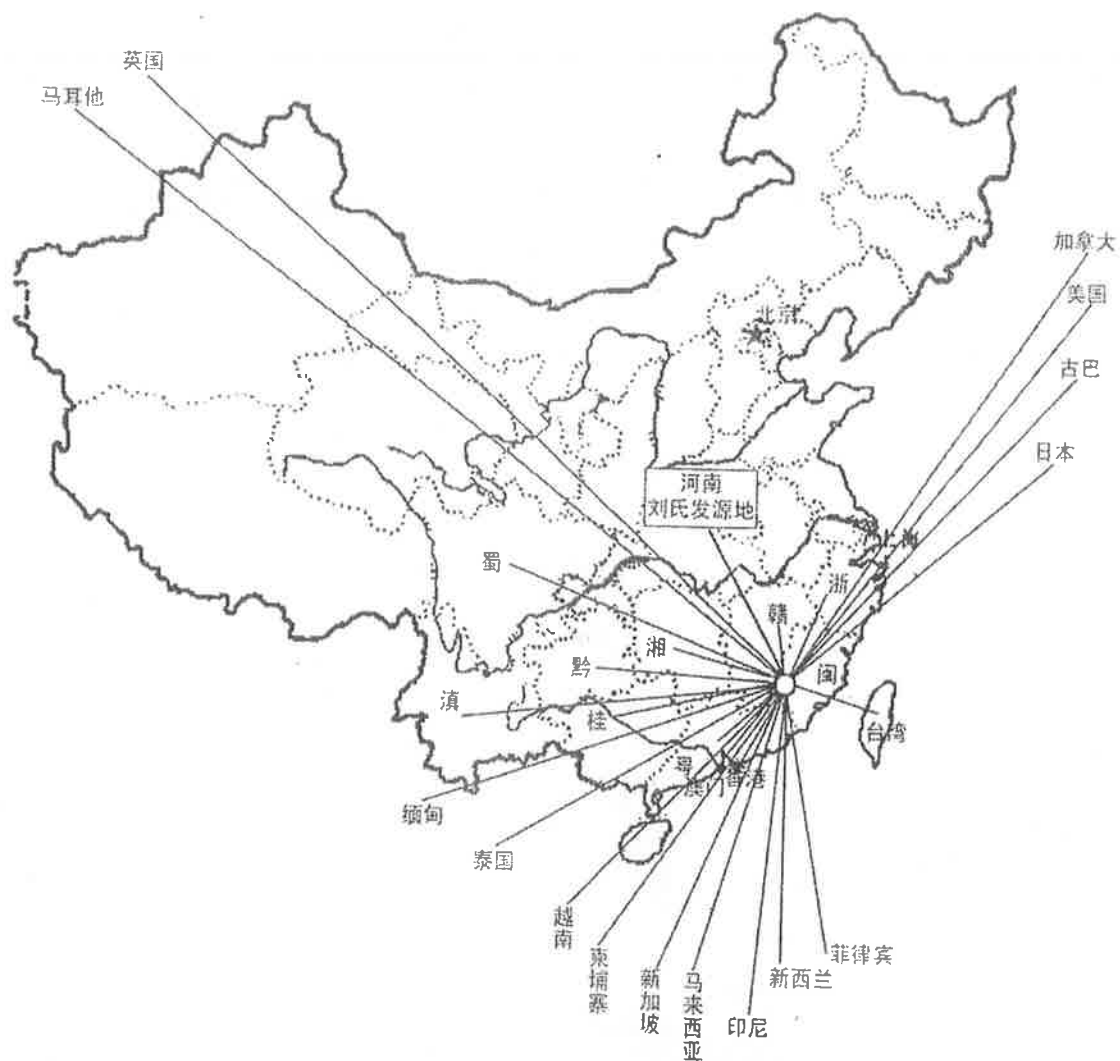 英国
马耳他
加拿大
美国
北京
古巴
日本
河南
刘氏发源地
上海
蜀
浙
赣
湘
黔
闽
滇
桂
台湾
粤
香港
澳门
缅甸
泰国
越南
柬埔寨
新加坡
马来西亚
印尼
新西兰
菲律宾